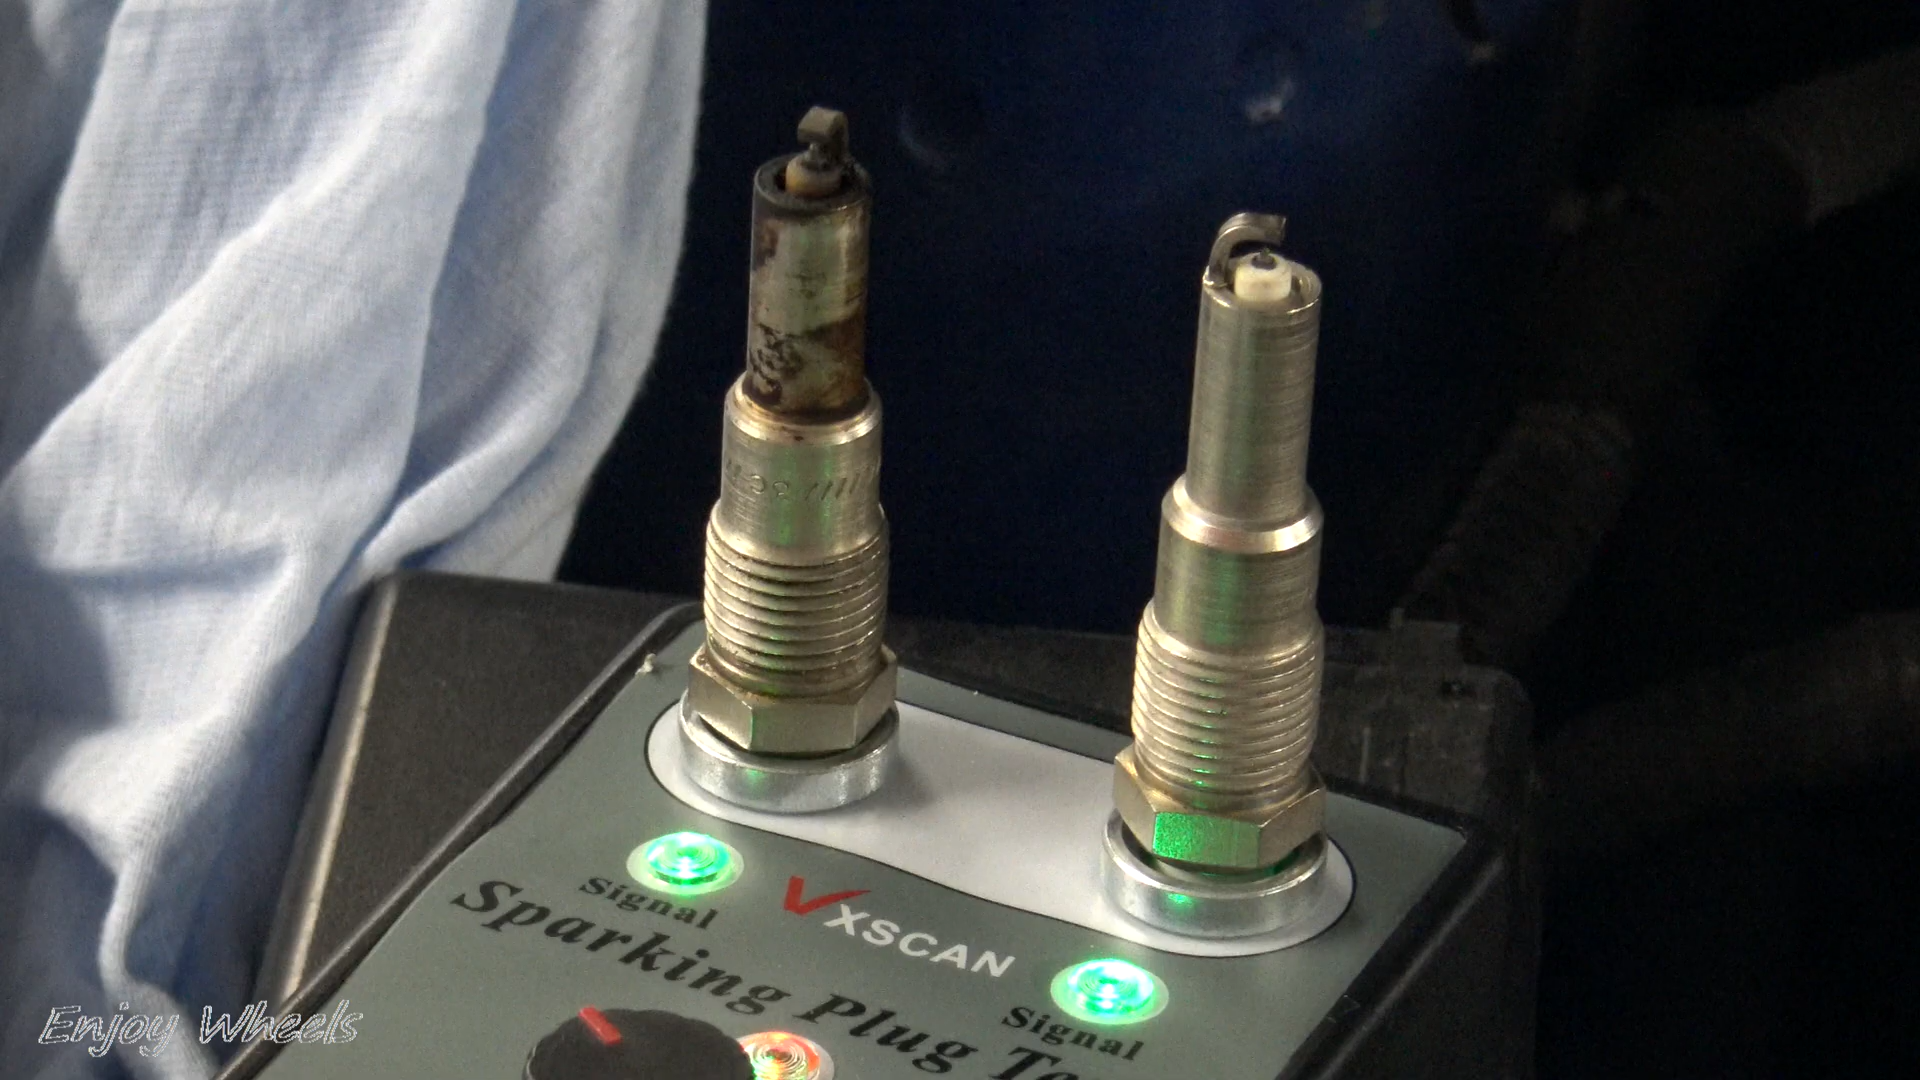 Signal
VXSCAN
Sparking Plug Te
Signal
Enjoy Wheels